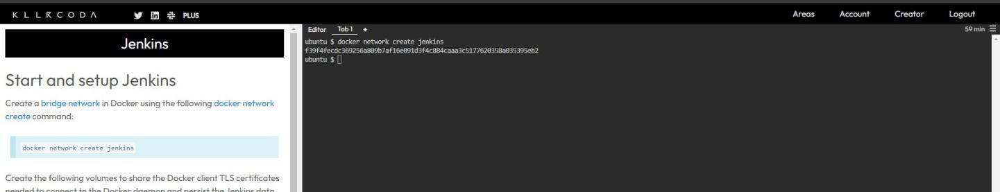 KLLRCODA PLUS Areas Account Creator Logout
Jenkins
Start and setup Jenkins
Create a bridge network in Docker using the following docker network
create command:
docker network create jenkins
Create the following volumes to share the Docker client TLS certificates
needed to connect to the Docker daemon and persist the Jenkins data
Editor Tab 1 + 59 min
ubuntu $ docker network create jenkins
f39f4fecdc369256a809b7af16e091d3f4c884caaa3c5177620358a035395eb2
ubuntu $